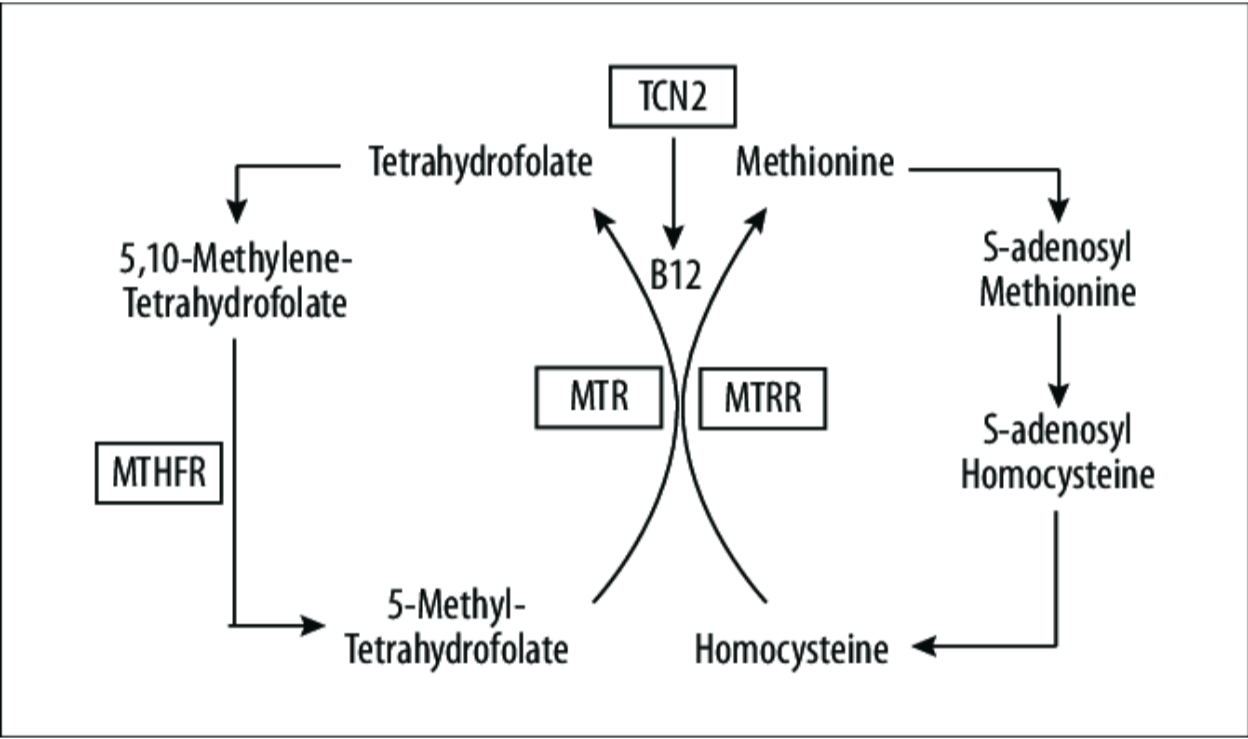 TCN2
Tetrahydrofolate
Methionine
5,10-Methylene-
Tetrahydrofolate
B12
S-adenosyl
Methionine
MTR
MTRR
MTHFR
S-adenosyl
Homocysteine
5-Methyl-
Tetrahydrofolate
Homocysteine